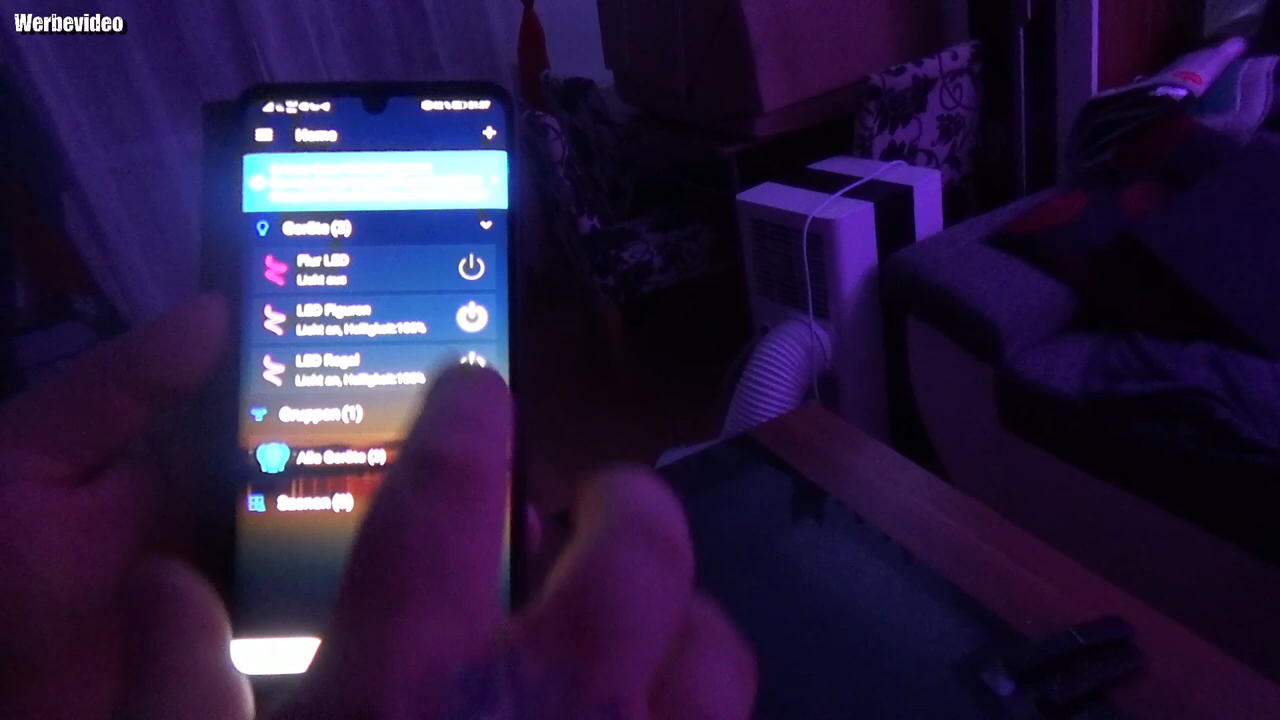 Werbevideo
Home
Geräte (3)
Flur LED
Licht aus
LED Figuren
Licht an, Helligkeit:100%
LED Regal
Licht an, Helligkeit:100%
Gruppen (1)
Alle Geräte (3)
Szenen (6)